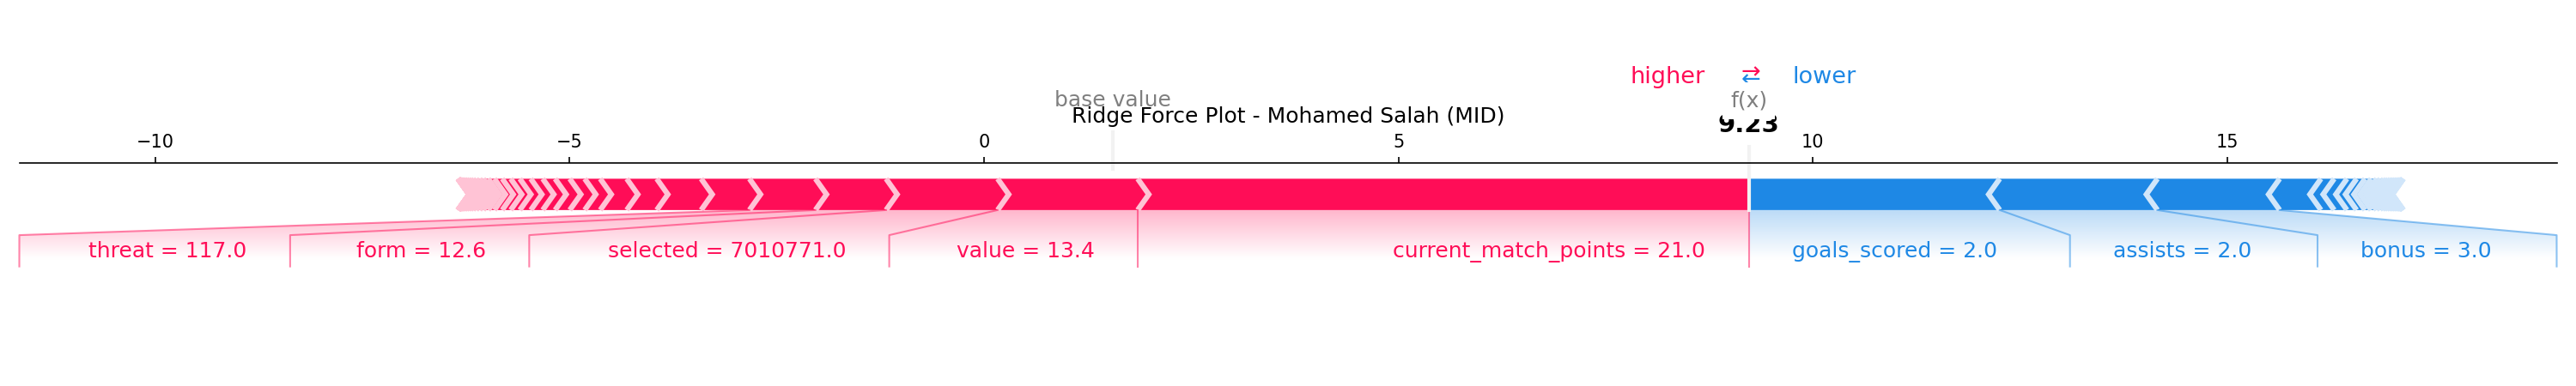 higher ⇄ lower
base value
f(x)
Ridge Force Plot - Mohamed Salah (MID)
9.23
−10 −5 0 5 10 15
threat = 117.0 form = 12.6 selected = 7010771.0 value = 13.4 current_match_points = 21.0 goals_scored = 2.0 assists = 2.0 bonus = 3.0